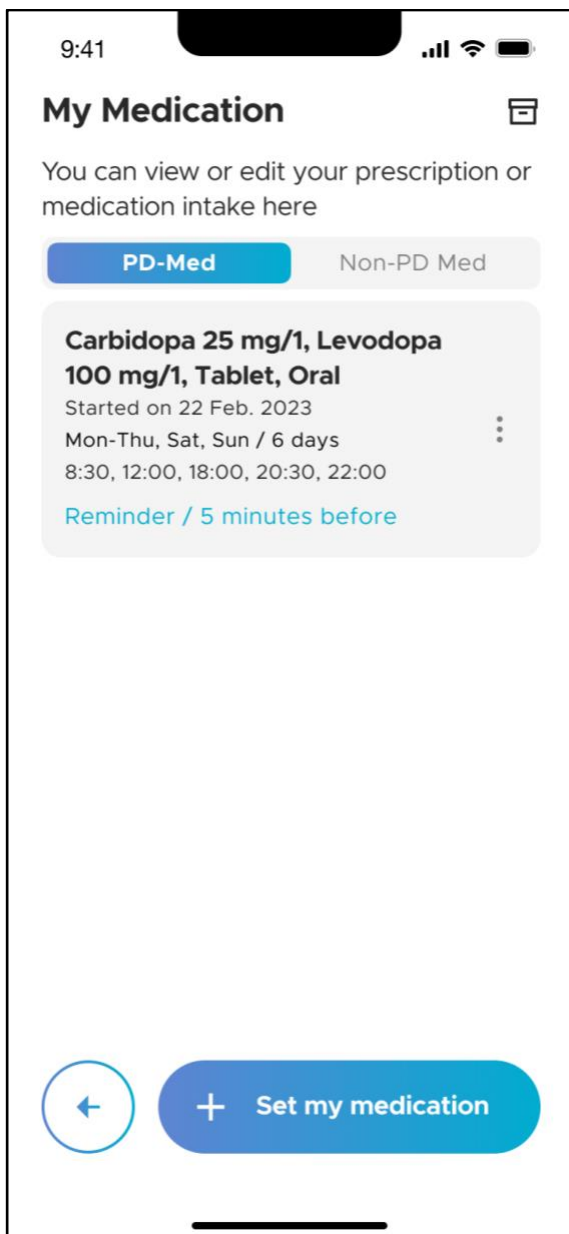 9:41
My Medication
You can view or edit your prescription or
medication intake here
PD-Med
Non-PD Med
Carbidopa 25 mg/1, Levodopa
100 mg/1, Tablet, Oral
Started on 22 Feb. 2023
Mon-Thu, Sat, Sun / 6 days
8:30, 12:00, 18:00, 20:30, 22:00
Reminder / 5 minutes before
Set my medication